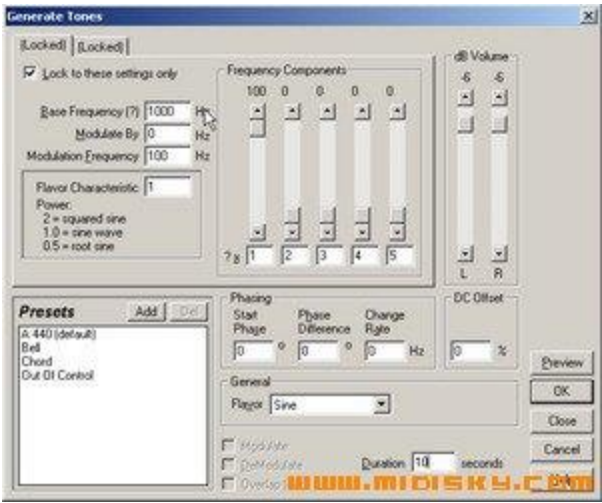 Generate Tones
(Locked) (Locked)
Lock to these settings only
Base Frequency (?) 1000 Hz
Modulate By 0 Hz
Modulation Frequency 100 Hz
Flavor Characteristic 1
Power:
2 = squared sine
1.0 = sine wave
0.5 = root sine
Frequency Components
100 0 0 0 0
1 2 3 4 5
dB Volume
-6 -6
L R
Presets Add Del
A 440 (default)
Bell
Chord
Out Of Control
Phasing
Start Phase Phase Difference Change Rate
0 ° 0 ° 0 Hz
DC Offset
0 %
General
Flavor Sine
Modulate
DeModulate
Overlap
Duration 10 seconds
Preview
OK
Close
Cancel
www.MIDISKY.COM